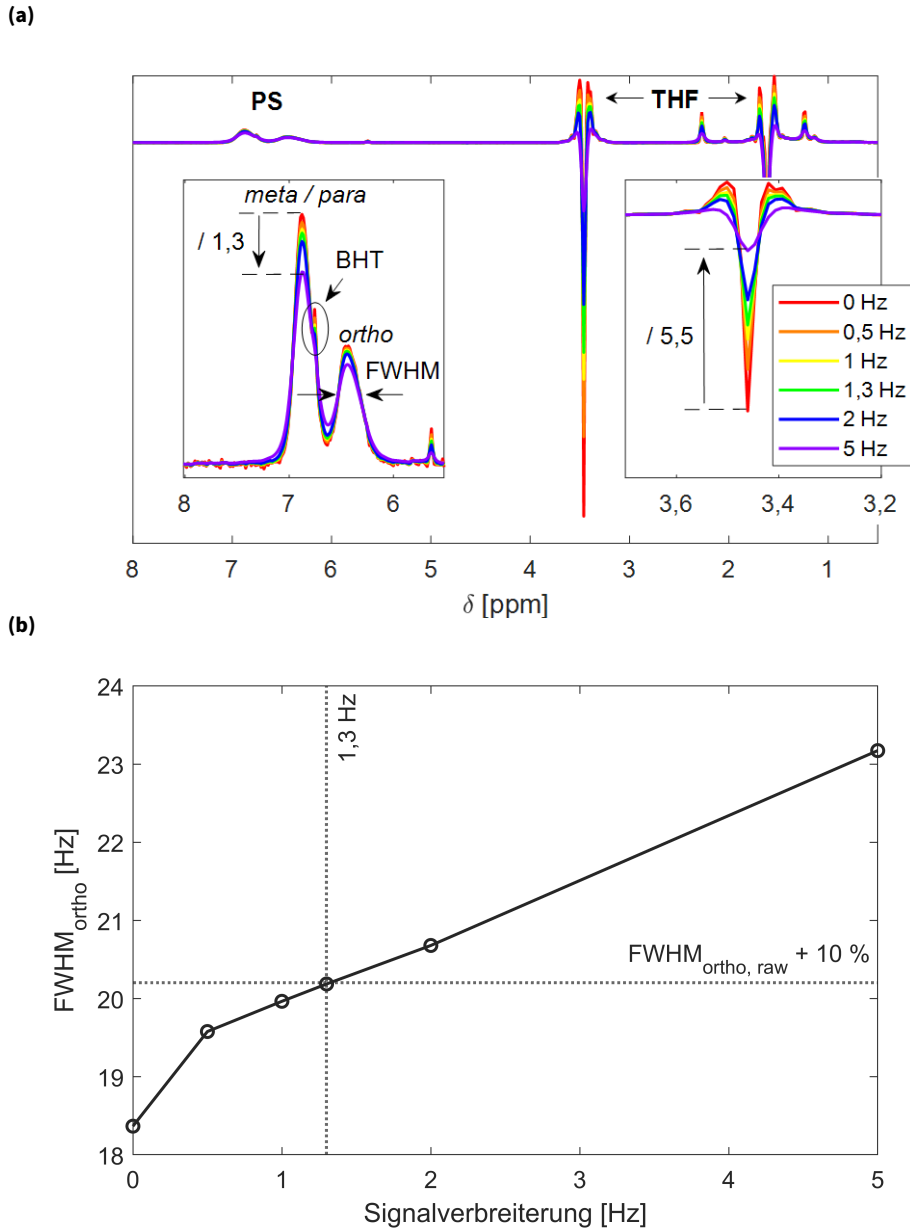 (a)
PS
THF
meta / para
/ 1,3
BHT
ortho
FWHM
8 7 6
/ 5,5
0 Hz
0,5 Hz
1 Hz
1,3 Hz
2 Hz
5 Hz
3,6 3,4 3,2
8 7 6 5 4 3 2 1
δ [ppm]
(b)
24
23
22
21
20
19
18
FWHMortho [Hz]
1,3 Hz
FWHMortho, raw + 10 %
0 1 2 3 4 5
Signalverbreiterung [Hz]